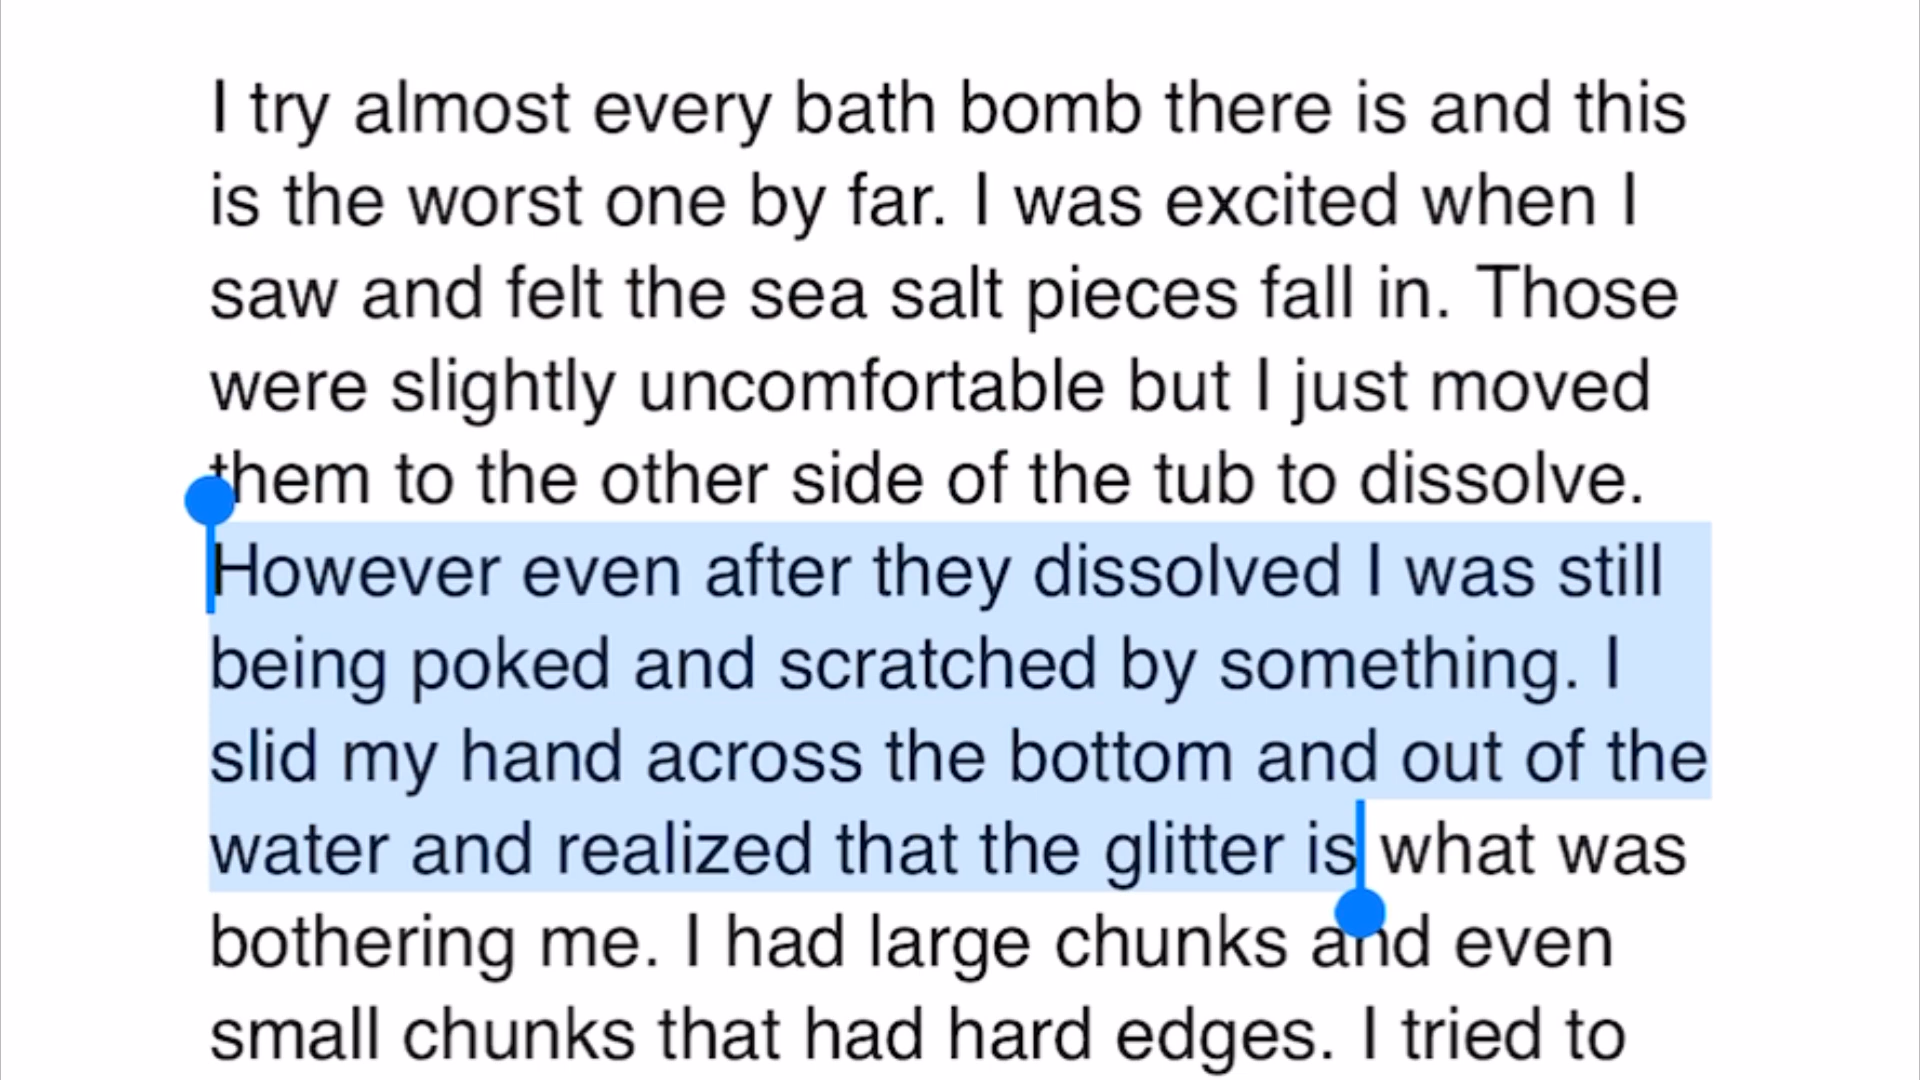 I try almost every bath bomb there is and this
is the worst one by far. I was excited when I
saw and felt the sea salt pieces fall in. Those
were slightly uncomfortable but I just moved
them to the other side of the tub to dissolve.
However even after they dissolved I was still
being poked and scratched by something. I
slid my hand across the bottom and out of the
water and realized that the glitter is what was
bothering me. I had large chunks and even
small chunks that had hard edges. I tried to